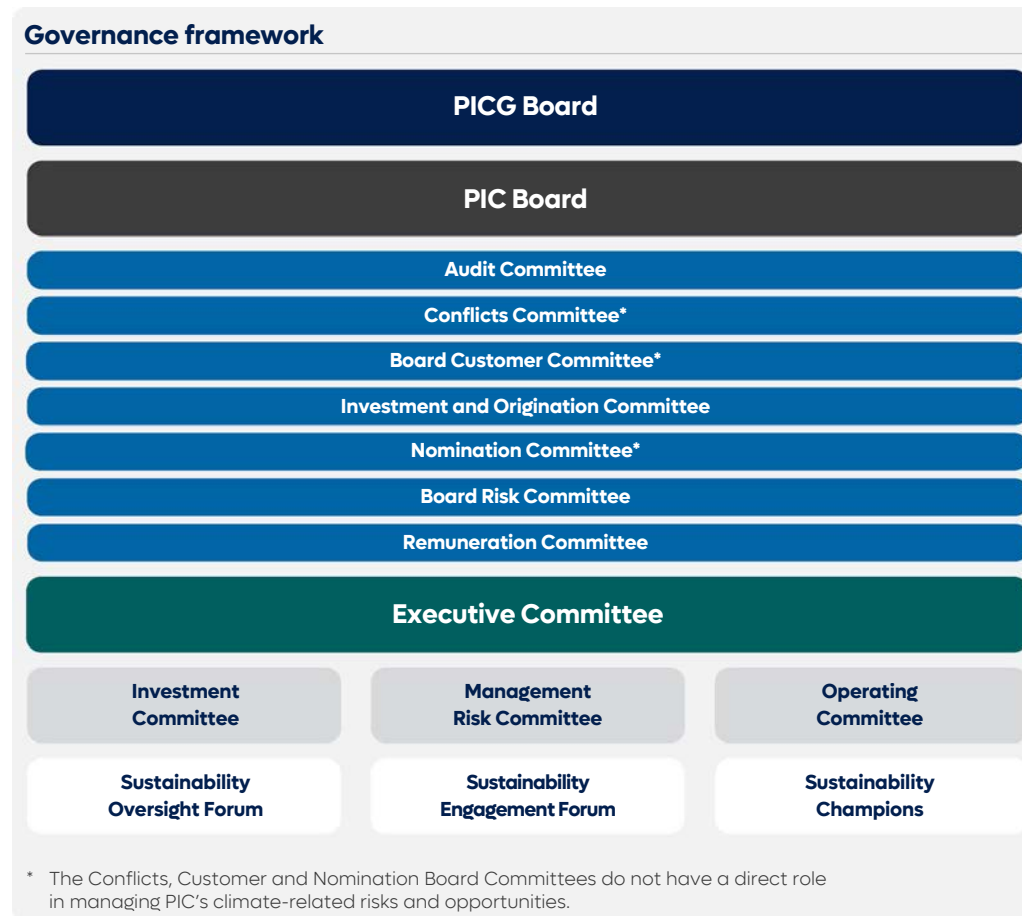 Governance framework
PICG Board
PIC Board
Audit Committee
Conflicts Committee*
Board Customer Committee*
Investment and Origination Committee
Nomination Committee*
Board Risk Committee
Remuneration Committee
Executive Committee
Investment
Committee
Management
Risk Committee
Operating
Committee
Sustainability
Oversight Forum
Sustainability
Engagement Forum
Sustainability
Champions
* The Conflicts, Customer and Nomination Board Committees do not have a direct role
in managing PIC's climate-related risks and opportunities.